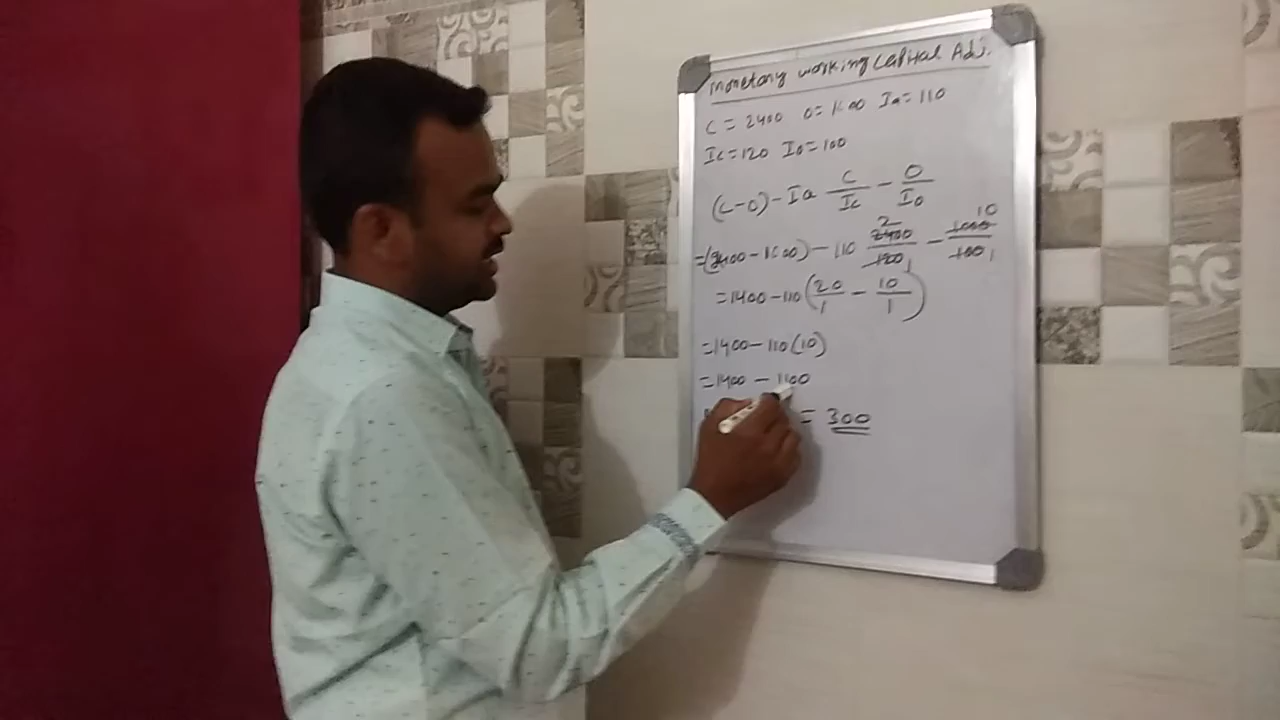 Monetary working capital Adj.
C = 2400 O = 1000 Ia = 110
Ic = 120 Io = 100
(C-O) - Ia C/Ic - O/Io
= (2400 - 1000) - 110 2400/120 - 1000/100
= 1400 - 110 (20/1 - 10/1)
= 1400 - 110 (10)
= 1400 - 1100
= 300